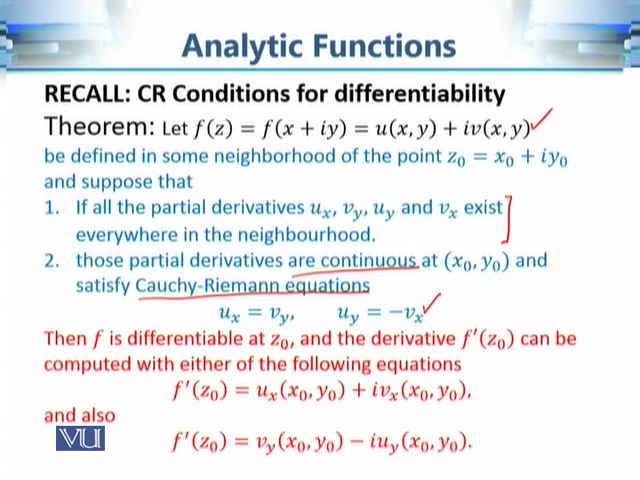 Analytic Functions
RECALL: CR Conditions for differentiability
Theorem: Let f(z) = f(x + iy) = u(x, y) + iv(x, y)
be defined in some neighborhood of the point z₀ = x₀ + iy₀
and suppose that
1. If all the partial derivatives uₓ, v_y, u_y and vₓ exist
everywhere in the neighbourhood.
2. those partial derivatives are continuous at (x₀, y₀) and
satisfy Cauchy-Riemann equations
uₓ = v_y, u_y = −vₓ
Then f is differentiable at z₀, and the derivative f′(z₀) can be
computed with either of the following equations
f′(z₀) = uₓ(x₀, y₀) + ivₓ(x₀, y₀),
and also
f′(z₀) = v_y(x₀, y₀) − iu_y(x₀, y₀).
VU